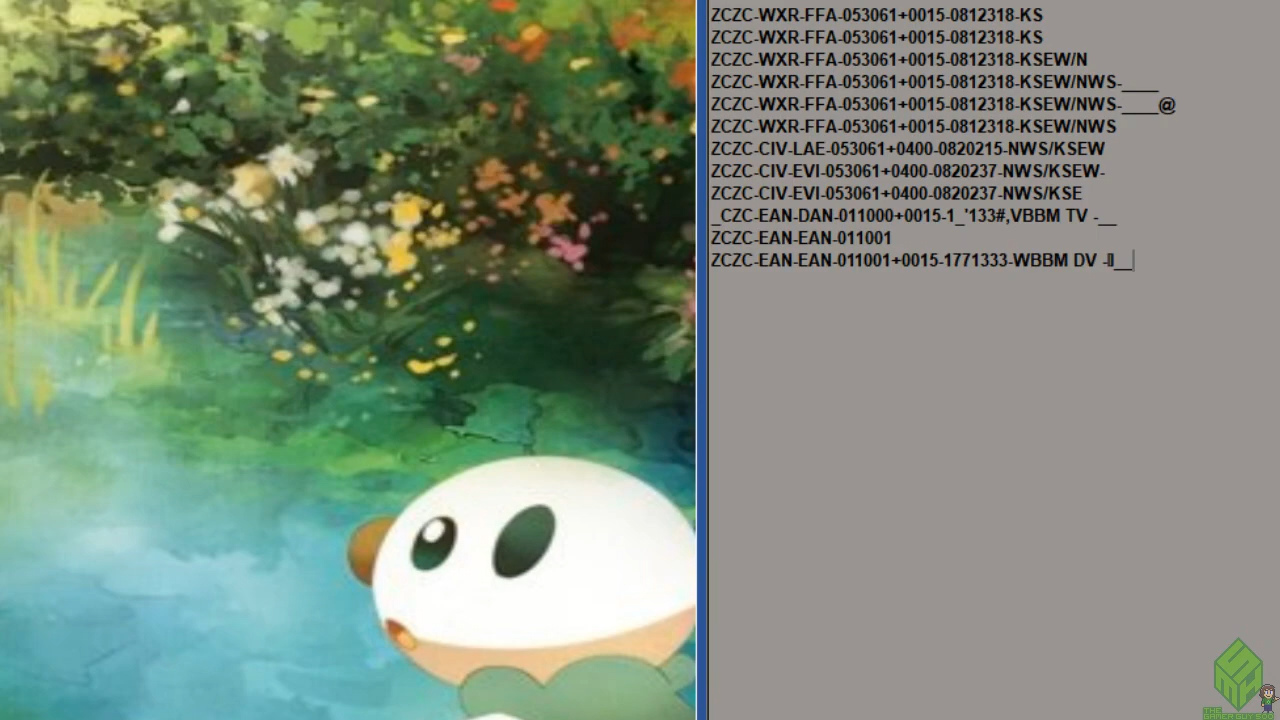 ZCZC-WXR-FFA-053061+0015-0812318-KS
ZCZC-WXR-FFA-053061+0015-0812318-KS
ZCZC-WXR-FFA-053061+0015-0812318-KSEW/N
ZCZC-WXR-FFA-053061+0015-0812318-KSEW/NWS-____
ZCZC-WXR-FFA-053061+0015-0812318-KSEW/NWS-____@
ZCZC-WXR-FFA-053061+0015-0812318-KSEW/NWS
ZCZC-CIV-LAE-053061+0400-0820215-NWS/KSEW
ZCZC-CIV-EVI-053061+0400-0820237-NWS/KSEW-
ZCZC-CIV-EVI-053061+0400-0820237-NWS/KSE
_CZC-EAN-DAN-011000+0015-1_'133#,VBBM TV -__
ZCZC-EAN-EAN-011001
ZCZC-EAN-EAN-011001+0015-1771333-WBBM DV -__
THE